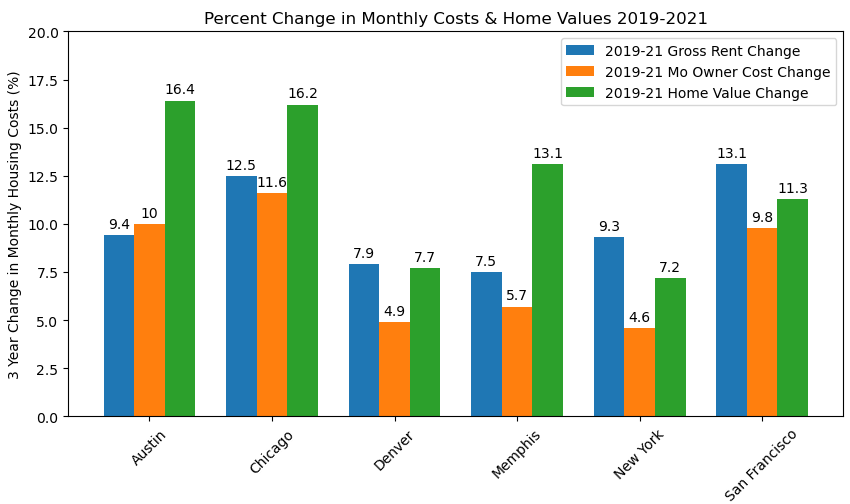 Percent Change in Monthly Costs & Home Values 2019-2021
3 Year Change in Monthly Housing Costs (%)
20.0
17.5
15.0
12.5
10.0
7.5
5.0
2.5
0.0
2019-21 Gross Rent Change
2019-21 Mo Owner Cost Change
2019-21 Home Value Change
9.4
10
16.4
12.5
11.6
16.2
7.9
4.9
7.7
7.5
5.7
13.1
9.3
4.6
7.2
13.1
9.8
11.3
Austin
Chicago
Denver
Memphis
New York
San Francisco